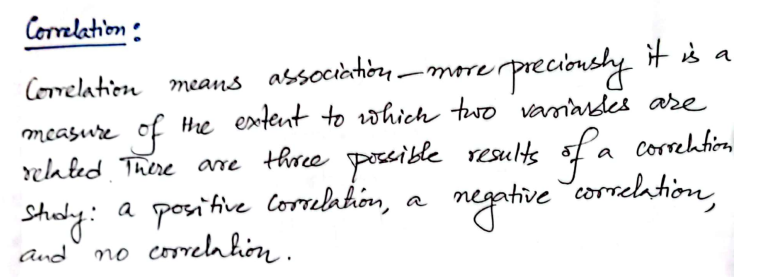 Correlation:
Correlation means association – more preciously it is a
measure of the extent to which two variables are
related. There are three possible results of a correlation
study: a positive correlation, a negative correlation,
and no correlation.